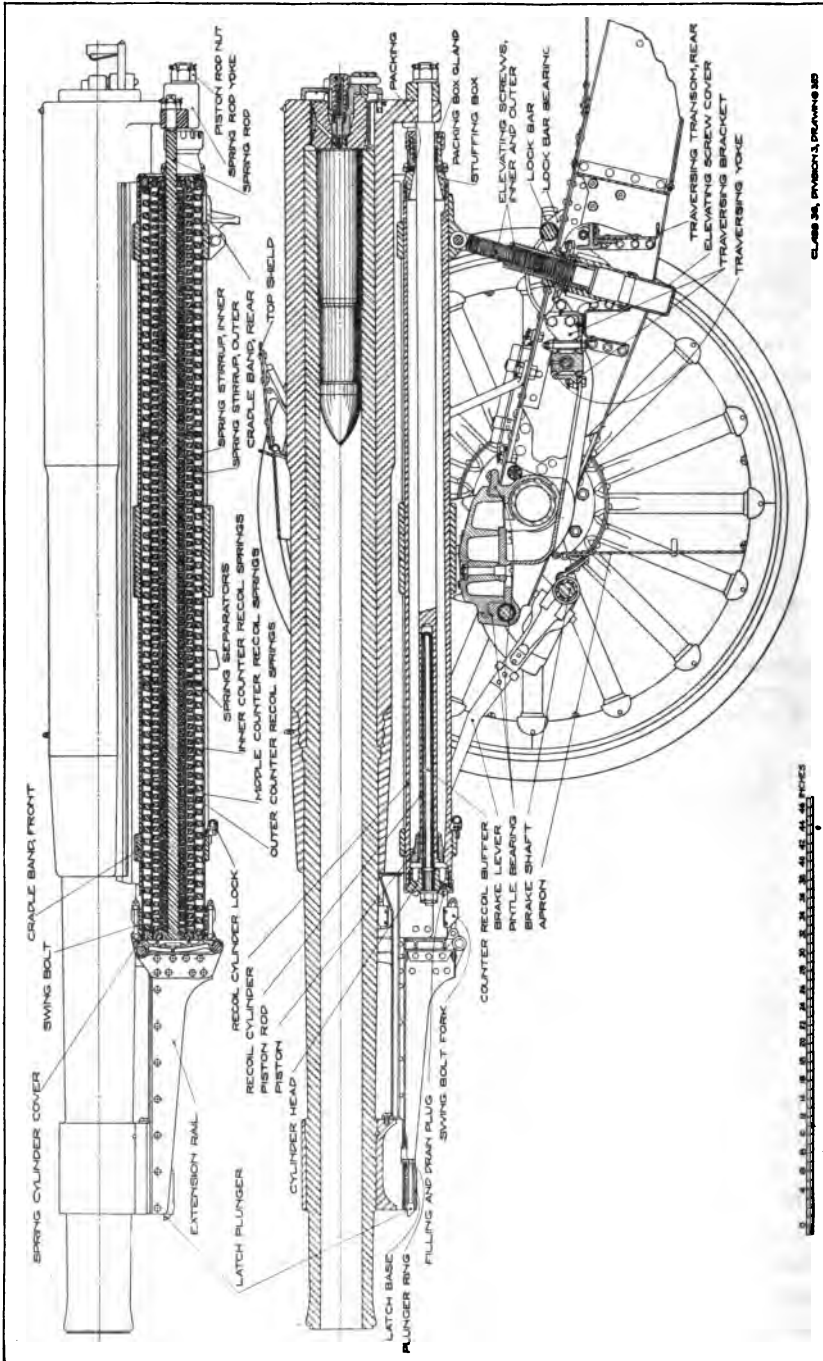 SPRING CYLINDER COVER
SWING BOLT
CRADLE BAND, FRONT
PISTON ROD NUT
SPRING ROD YOKE
SPRING ROD
EXTENSION RAIL
LATCH PLUNGER
SPRING STIRRUP, INNER
SPRING STIRRUP, OUTER
CRADLE BAND, REAR
TOP SHIELD
SPRING SEPARATORS
INNER COUNTER RECOIL SPRINGS
MIDDLE COUNTER RECOIL SPRINGS
OUTER COUNTER RECOIL SPRINGS
RECOIL CYLINDER LOCK
RECOIL CYLINDER
PISTON ROD
PISTON
CYLINDER HEAD
PACKING
PACKING BOX GLAND
STUFFING BOX
ELEVATING SCREWS,
INNER AND OUTER
LOCK BAR
LOCK BAR BEARING
LATCH BASE
PLUNGER RING
FILLING AND DRAIN PLUG
SWING BOLT FORK
COUNTER RECOIL BUFFER
BRAKE LEVER
PINTLE BEARING
BRAKE SHAFT
APRON
TRAVERSING TRANSOM, REAR
ELEVATING SCREW COVER
TRAVERSING BRACKET
TRAVERSING YOKE
INCHES